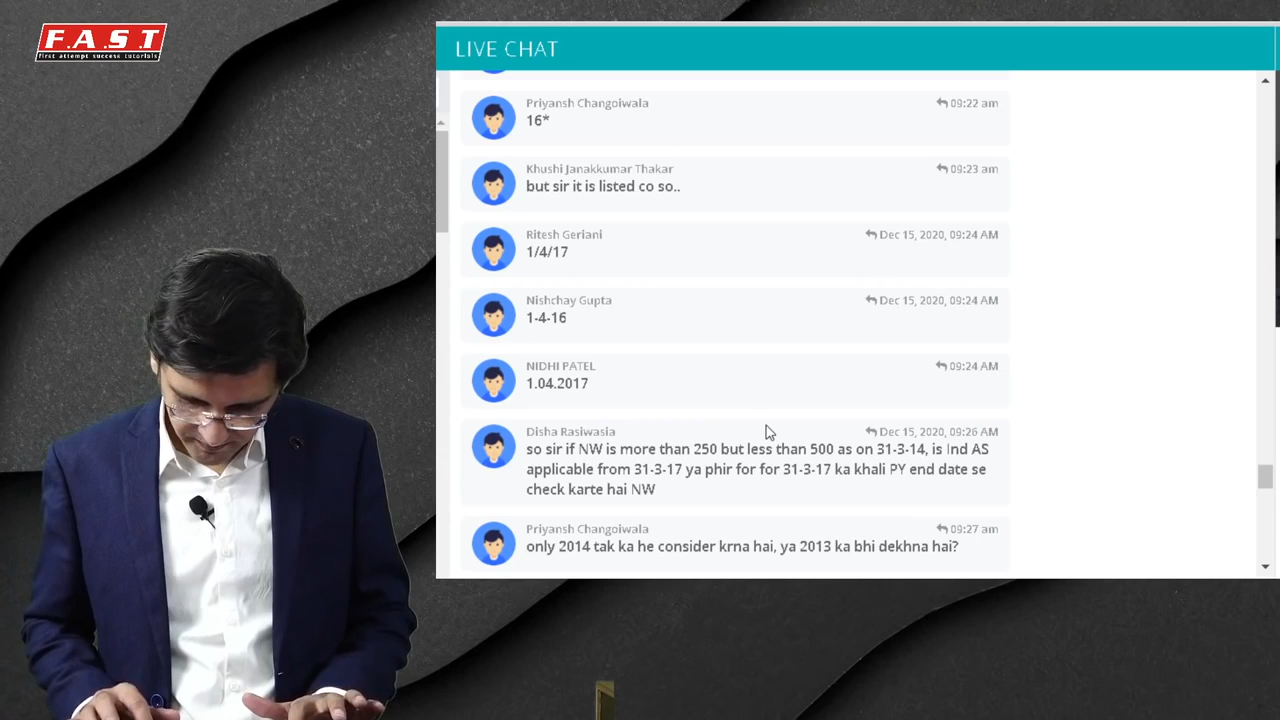 F.A.S.T
first attempt success tutorials
LIVE CHAT
Priyansh Changoiwala 09:22 am
16*
Khushi Janakkumar Thakar 09:23 am
but sir it is listed co so..
Ritesh Geriani Dec 15, 2020, 09:24 AM
1/4/17
Nishchay Gupta Dec 15, 2020, 09:24 AM
1-4-16
NIDHI PATEL 09:24 AM
1.04.2017
Disha Rasiwasia Dec 15, 2020, 09:26 AM
so sir if NW is more than 250 but less than 500 as on 31-3-14, is Ind AS
applicable from 31-3-17 ya phir for for 31-3-17 ka khali PY end date se
check karte hai NW
Priyansh Changoiwala 09:27 am
only 2014 tak ka he consider krna hai, ya 2013 ka bhi dekhna hai?